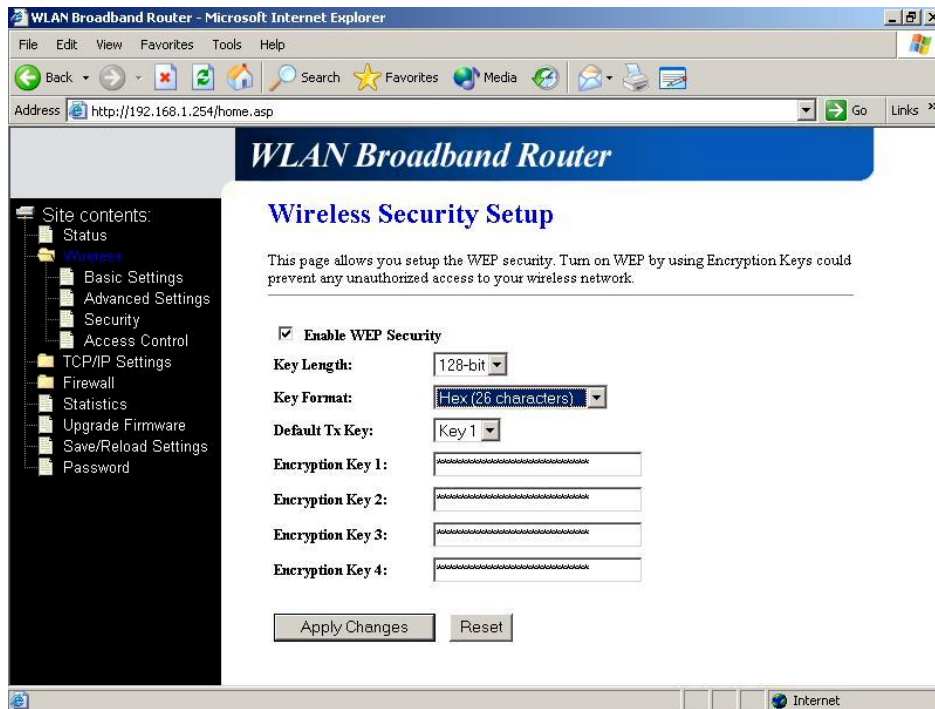 WLAN Broadband Router - Microsoft Internet Explorer
File Edit View Favorites Tools Help
Back Search Favorites Media
Address http://192.168.1.254/home.asp Go Links »
WLAN Broadband Router
Site contents:
Status
Wireless
Basic Settings
Advanced Settings
Security
Access Control
TCP/IP Settings
Firewall
Statistics
Upgrade Firmware
Save/Reload Settings
Password
Wireless Security Setup
This page allows you setup the WEP security. Turn on WEP by using Encryption Keys could
prevent any unauthorized access to your wireless network.
Enable WEP Security
Key Length: 128-bit
Key Format: Hex (26 characters)
Default Tx Key: Key 1
Encryption Key 1: **************************
Encryption Key 2: **************************
Encryption Key 3: **************************
Encryption Key 4: **************************
Apply Changes Reset
Internet